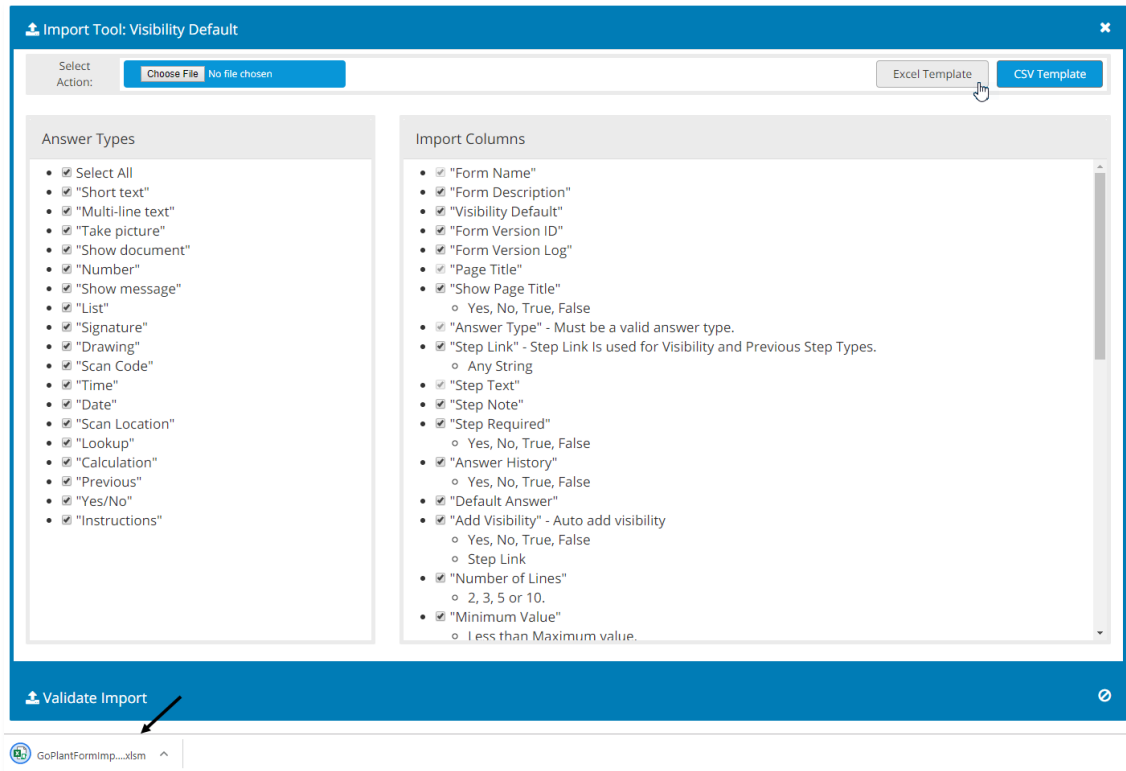 Import Tool: Visibility Default
Select
Action:
Choose File No file chosen
Excel Template
CSV Template
Answer Types
Select All
"Short text"
"Multi-line text"
"Take picture"
"Show document"
"Number"
"Show message"
"List"
"Signature"
"Drawing"
"Scan Code"
"Time"
"Date"
"Scan Location"
"Lookup"
"Calculation"
"Previous"
"Yes/No"
"Instructions"
Import Columns
"Form Name"
"Form Description"
"Visibility Default"
"Form Version ID"
"Form Version Log"
"Page Title"
"Show Page Title"
Yes, No, True, False
"Answer Type" - Must be a valid answer type.
"Step Link" - Step Link Is used for Visibility and Previous Step Types.
Any String
"Step Text"
"Step Note"
"Step Required"
Yes, No, True, False
"Answer History"
Yes, No, True, False
"Default Answer"
"Add Visibility" - Auto add visibility
Yes, No, True, False
Step Link
"Number of Lines"
2, 3, 5 or 10.
"Minimum Value"
Less than Maximum value.
Validate Import
GoPlantFormImp....xlsm